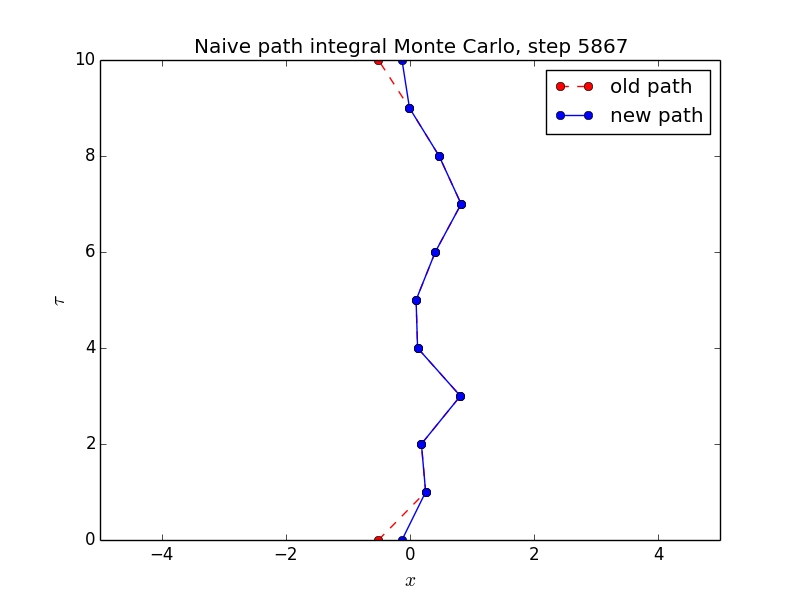 Naive path integral Monte Carlo, step 5867
old path
new path
10
8
6
4
2
0
τ
−4 −2 0 2 4
x